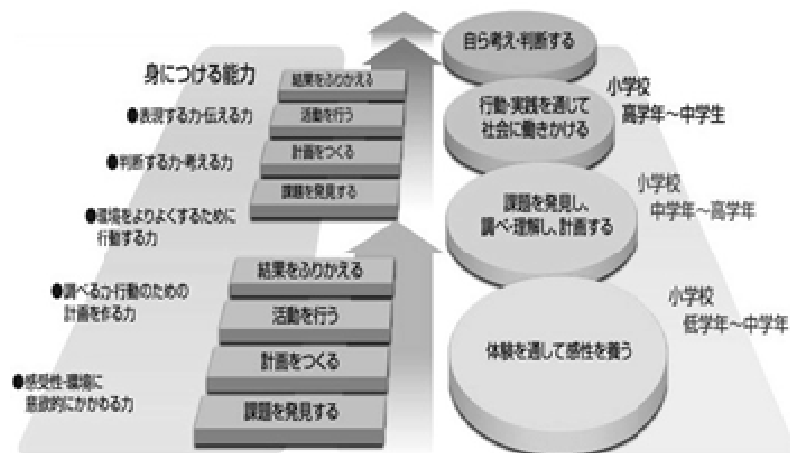 身につける能力
●表現する力・伝える力
●判断する力・考える力
●環境をよりよくするために
行動する力
●調べる力・行動のための
計画を作る力
●感受性・環境に
意欲的にかかわる力
結果をふりかえる
活動を行う
計画をつくる
課題を発見する
結果をふりかえる
活動を行う
計画をつくる
課題を発見する
自ら考え・判断する
行動・実践を通じて
社会に働きかける
小学校
高学年～中学生
課題を発見し、
調べ・理解し、計画する
小学校
中学年～高学年
体験を通して感性を養う
小学校
低学年～中学年